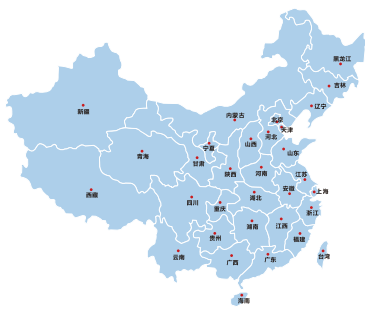 黑龙江
吉林
辽宁
新疆
内蒙古
北京
天津
河北
山西
宁夏
山东
青海
甘肃
陕西
河南
江苏
西藏
安徽
上海
四川
湖北
重庆
浙江
湖南
江西
贵州
福建
云南
广西
广东
台湾
海南